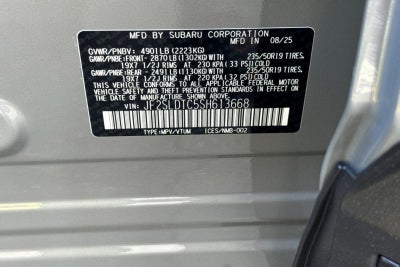 MFD BY SUBARU CORPORATION
MADE IN 08/25
GVWR/PNBV: 4901LB(2223KG)
GAWR/PNBE:FRONT- 2870LB(1302KG)WITH 235/50R19 TIRES
19X7 1/2J RIMS AT 230 KPA( 33 PSI)COLD
GAWR/PNBE:REAR - 2491LB(1130KG)WITH 235/50R19 TIRES
19X7 1/2J RIMS AT 220 KPA( 32 PSI)COLD
THIS VEHICLE CONFORMS TO ALL APPLICABLE
FEDERAL MOTOR VEHICLE SAFETY
AND THEFT PREVENTION STANDARDS IN EFFECT
ON THE DATE OF MANUFACTURE SHOWN ABOVE
VIN: JF2SLDTC5SH613668
TYPE:MPV/VTUM ICES/NMB-002